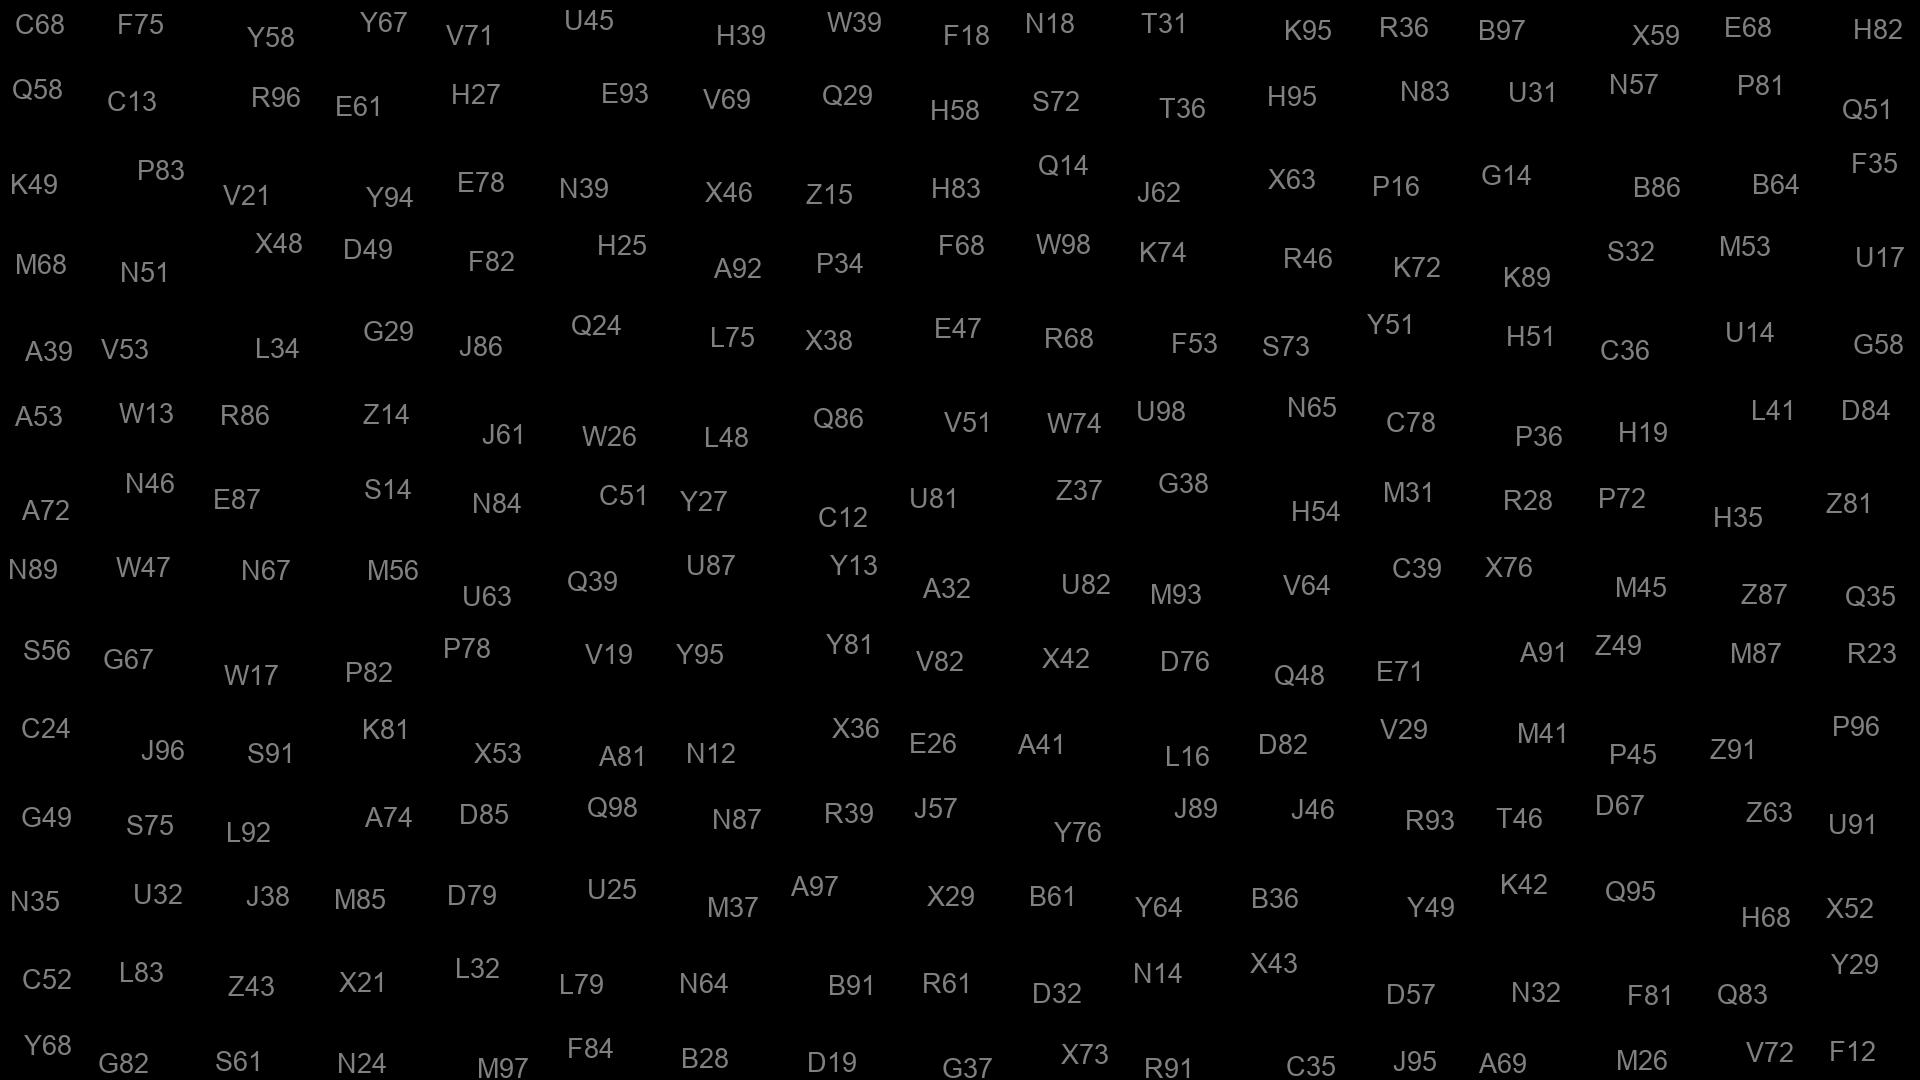 C68 F75 Y58 Y67 V71 U45 H39 W39 F18 N18 T31 K95 R36 B97 X59 E68 H82
Q58 C13 R96 E61 H27 E93 V69 Q29 H58 S72 T36 H95 N83 U31 N57 P81 Q51
K49 P83 V21 Y94 E78 N39 X46 Z15 H83 Q14 J62 X63 P16 G14 B86 B64 F35
M68 N51 X48 D49 F82 H25 A92 P34 F68 W98 K74 R46 K72 K89 S32 M53 U17
A39 V53 L34 G29 J86 Q24 L75 X38 E47 R68 F53 S73 Y51 H51 C36 U14 G58
A53 W13 R86 Z14 J61 W26 L48 Q86 V51 W74 U98 N65 C78 P36 H19 L41 D84
A72 N46 E87 S14 N84 C51 Y27 C12 U81 Z37 G38 H54 M31 R28 P72 H35 Z81
N89 W47 N67 M56 U63 Q39 U87 Y13 A32 U82 M93 V64 C39 X76 M45 Z87 Q35
S56 G67 W17 P82 P78 V19 Y95 Y81 V82 X42 D76 Q48 E71 A91 Z49 M87 R23
C24 J96 S91 K81 X53 A81 N12 X36 E26 A41 L16 D82 V29 M41 P45 Z91 P96
G49 S75 L92 A74 D85 Q98 N87 R39 J57 Y76 J89 J46 R93 T46 D67 Z63 U91
N35 U32 J38 M85 D79 U25 M37 A97 X29 B61 Y64 B36 Y49 K42 Q95 H68 X52
C52 L83 Z43 X21 L32 L79 N64 B91 R61 D32 N14 X43 D57 N32 F81 Q83 Y29
Y68 G82 S61 N24 M97 F84 B28 D19 G37 X73 R91 C35 J95 A69 M26 V72 F12